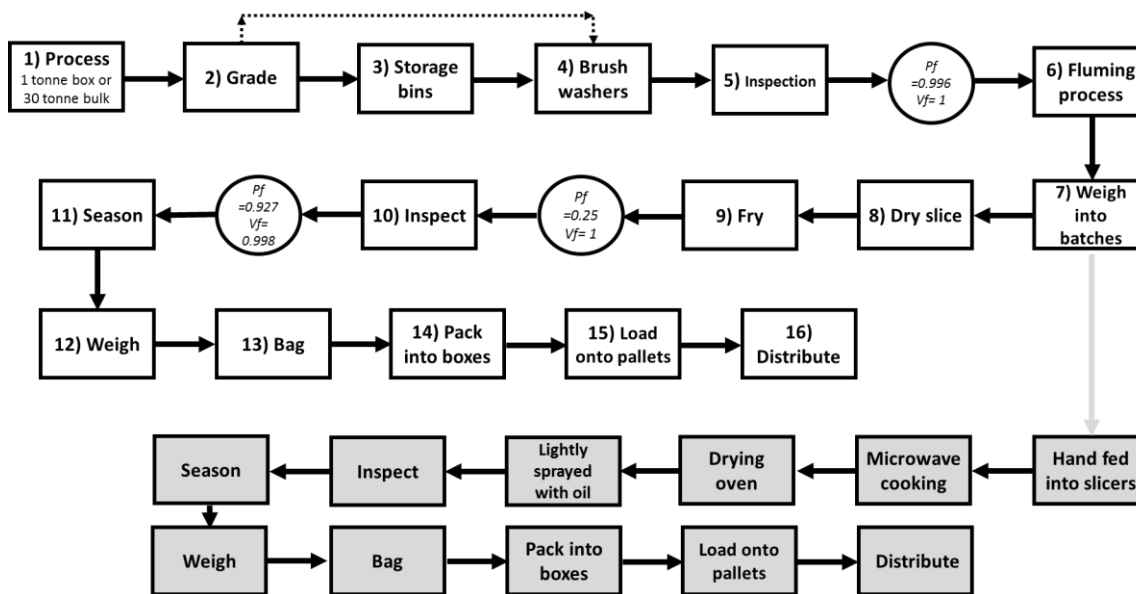 1) Process
1 tonne box or
30 tonne bulk
2) Grade
3) Storage
bins
4) Brush
washers
5) Inspection
Pf
=0.996
Vf= 1
6) Fluming
process
7) Weigh
into
batches
8) Dry slice
9) Fry
Pf
=0.25
Vf= 1
10) Inspect
Pf
=0.927
Vf=
0.998
11) Season
12) Weigh
13) Bag
14) Pack
into boxes
15) Load
onto pallets
16)
Distribute
Hand fed
into slicers
Microwave
cooking
Drying
oven
Lightly
sprayed
with oil
Inspect
Season
Weigh
Bag
Pack into
boxes
Load onto
pallets
Distribute